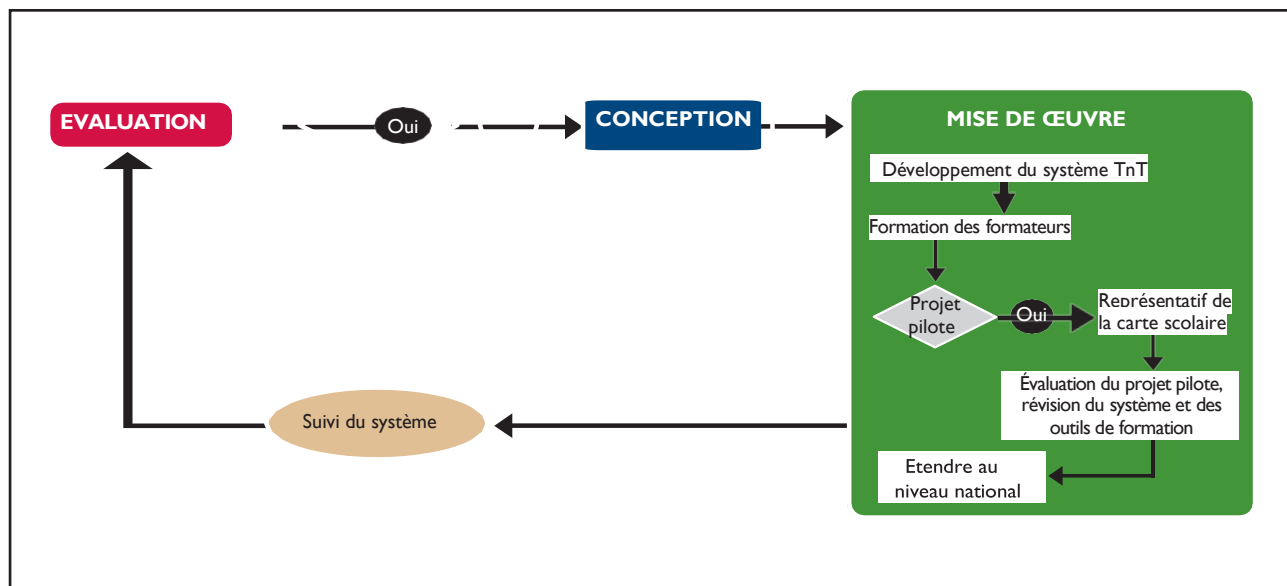 EVALUATION
Oui
CONCEPTION
MISE DE ŒUVRE
Développement du système TnT
Formation des formateurs
Projet
pilote
Oui
Représentatif de
la carte scolaire
Évaluation du projet pilote,
révision du système et des
outils de formation
Etendre au
niveau national
Suivi du système